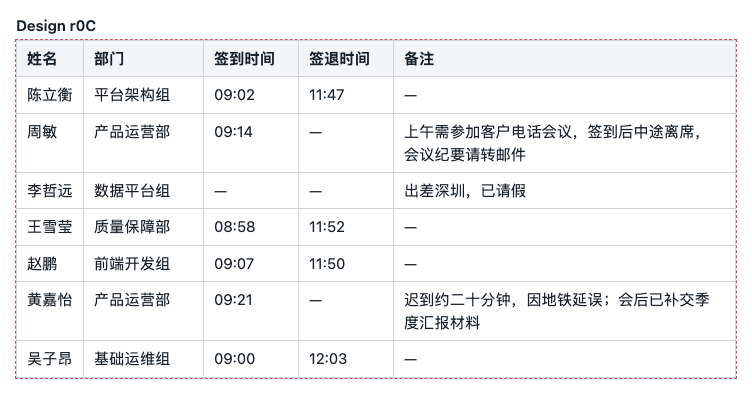 Design r0C
姓名 部门 签到时间 签退时间 备注
陈立衡 平台架构组 09:02 11:47 —
周敏 产品运营部 09:14 — 上午需参加客户电话会议，签到后中途离席，
会议纪要请转邮件
李哲远 数据平台组 — — 出差深圳，已请假
王雪莹 质量保障部 08:58 11:52 —
赵鹏 前端开发组 09:07 11:50 —
黄嘉怡 产品运营部 09:21 — 迟到约二十分钟，因地铁延误；会后已补交季
度汇报材料
吴子昂 基础运维组 09:00 12:03 —